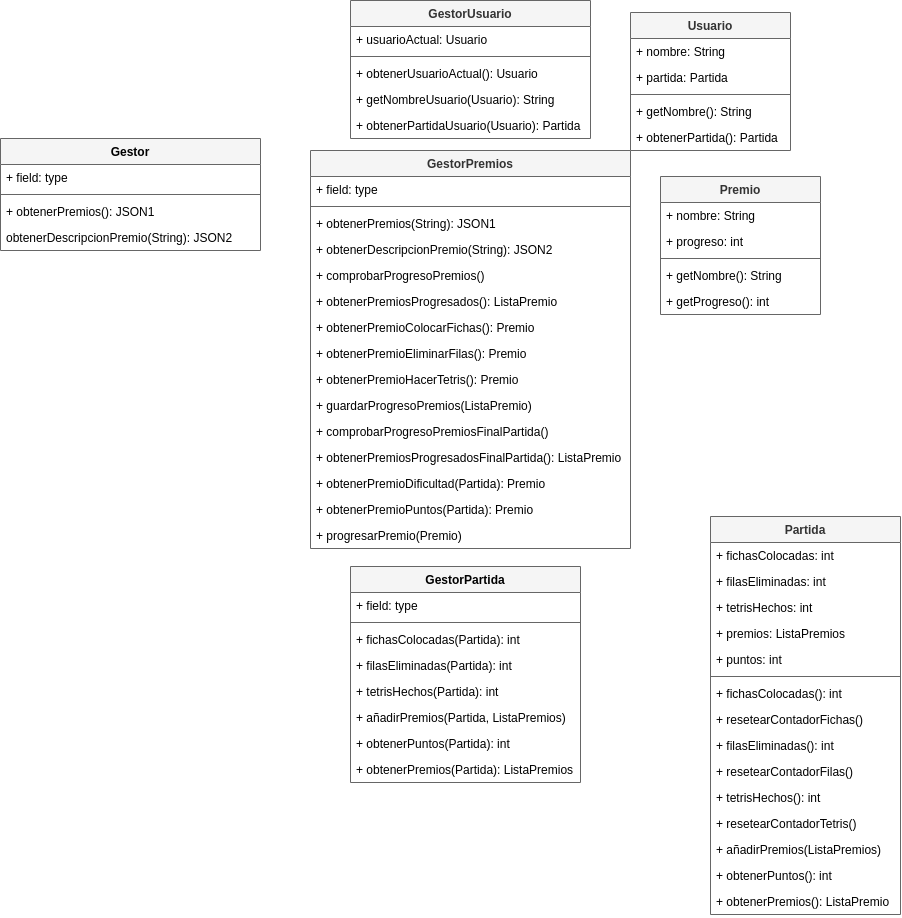 GestorUsuario
+ usuarioActual: Usuario
+ obtenerUsuarioActual(): Usuario
+ getNombreUsuario(Usuario): String
+ obtenerPartidaUsuario(Usuario): Partida
Usuario
+ nombre: String
+ partida: Partida
+ getNombre(): String
+ obtenerPartida(): Partida
Gestor
+ field: type
+ obtenerPremios(): JSON1
obtenerDescripcionPremio(String): JSON2
GestorPremios
+ field: type
+ obtenerPremios(String): JSON1
+ obtenerDescripcionPremio(String): JSON2
+ comprobarProgresoPremios()
+ obtenerPremiosProgresados(): ListaPremio
+ obtenerPremioColocarFichas(): Premio
+ obtenerPremioEliminarFilas(): Premio
+ obtenerPremioHacerTetris(): Premio
+ guardarProgresoPremios(ListaPremio)
+ comprobarProgresoPremiosFinalPartida()
+ obtenerPremiosProgresadosFinalPartida(): ListaPremio
+ obtenerPremioDificultad(Partida): Premio
+ obtenerPremioPuntos(Partida): Premio
+ progresarPremio(Premio)
Premio
+ nombre: String
+ progreso: int
+ getNombre(): String
+ getProgreso(): int
GestorPartida
+ field: type
+ fichasColocadas(Partida): int
+ filasEliminadas(Partida): int
+ tetrisHechos(Partida): int
+ añadirPremios(Partida, ListaPremios)
+ obtenerPuntos(Partida): int
+ obtenerPremios(Partida): ListaPremios
Partida
+ fichasColocadas: int
+ filasEliminadas: int
+ tetrisHechos: int
+ premios: ListaPremios
+ puntos: int
+ fichasColocadas(): int
+ resetearContadorFichas()
+ filasEliminadas(): int
+ resetearContadorFilas()
+ tetrisHechos(): int
+ resetearContadorTetris()
+ añadirPremios(ListaPremios)
+ obtenerPuntos(): int
+ obtenerPremios(): ListaPremio